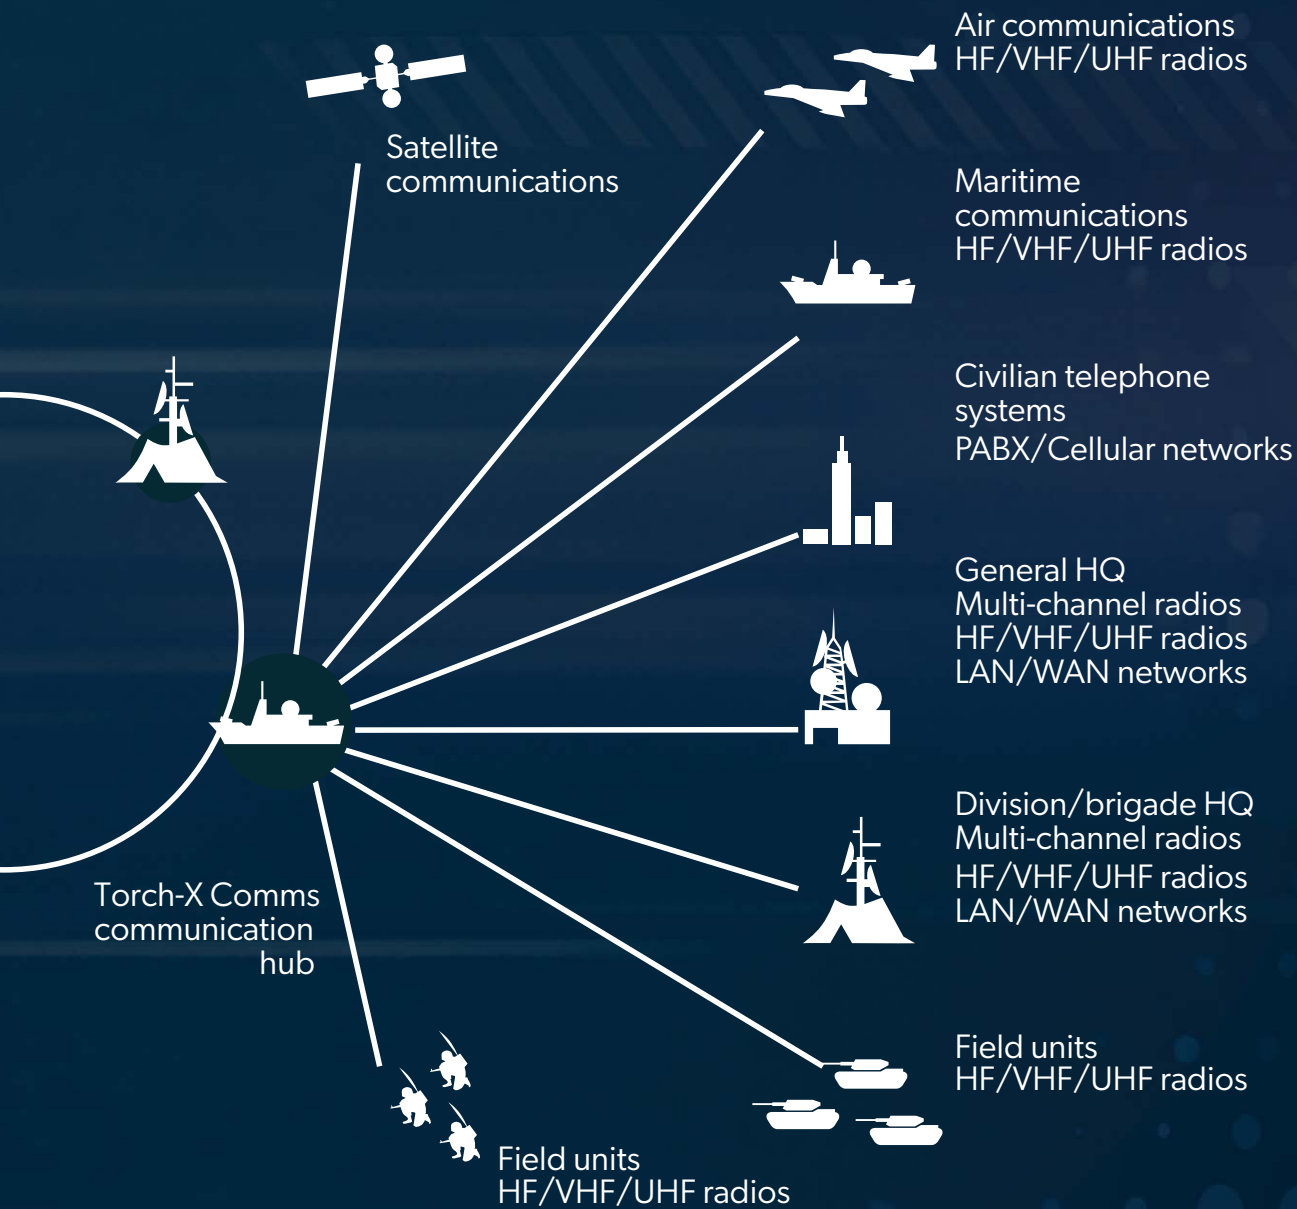 Air communications
HF/VHF/UHF radios
Satellite
communications
Maritime
communications
HF/VHF/UHF radios
Civilian telephone
systems
PABX/Cellular networks
General HQ
Multi-channel radios
HF/VHF/UHF radios
LAN/WAN networks
Division/brigade HQ
Multi-channel radios
HF/VHF/UHF radios
LAN/WAN networks
Torch-X Comms
communication
hub
Field units
HF/VHF/UHF radios
Field units
HF/VHF/UHF radios